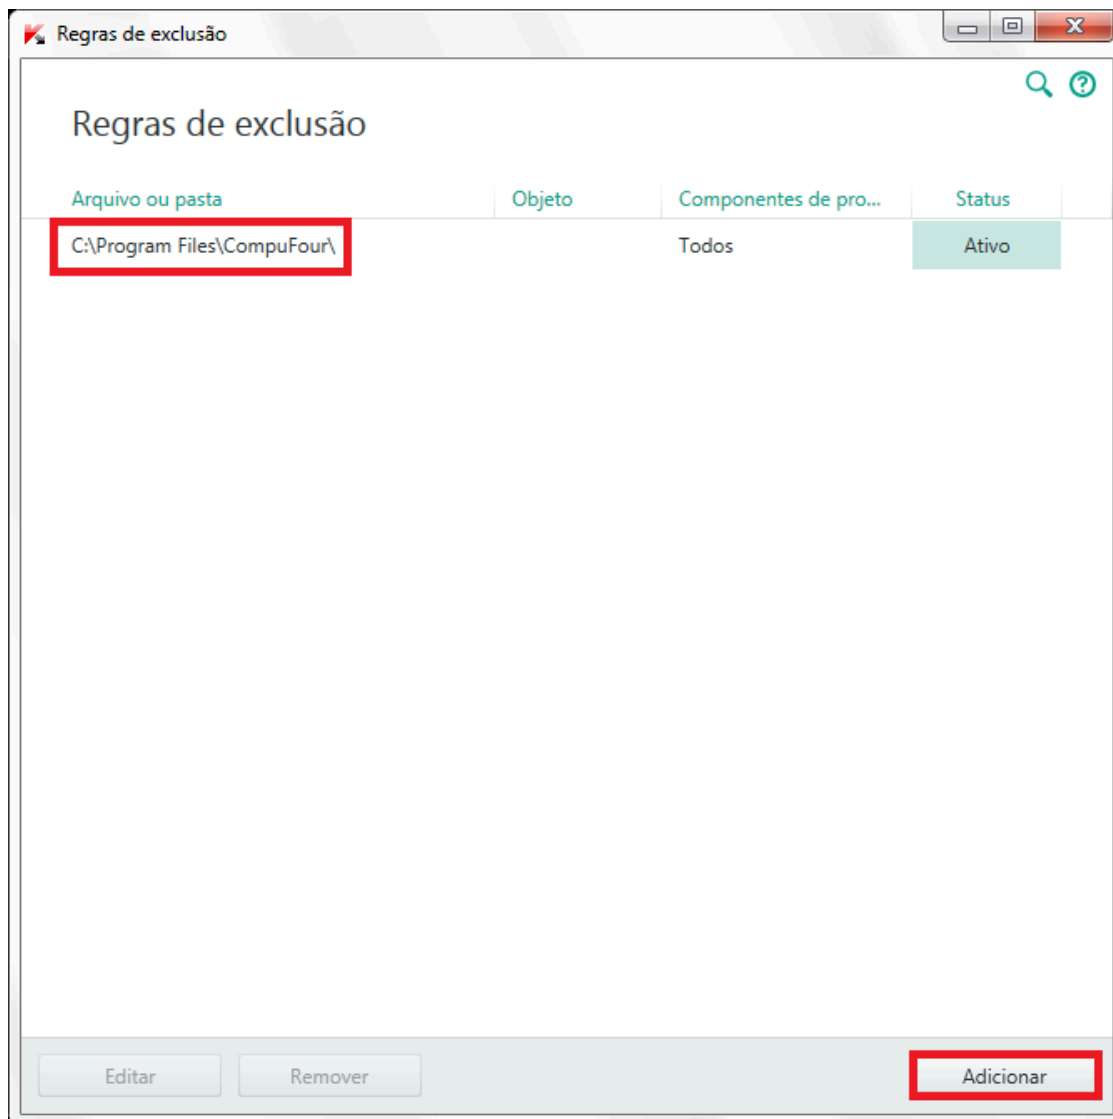 Regras de exclusão
Regras de exclusão
Arquivo ou pasta Objeto Componentes de pro... Status
C:\Program Files\CompuFour\ Todos Ativo
Editar Remover Adicionar